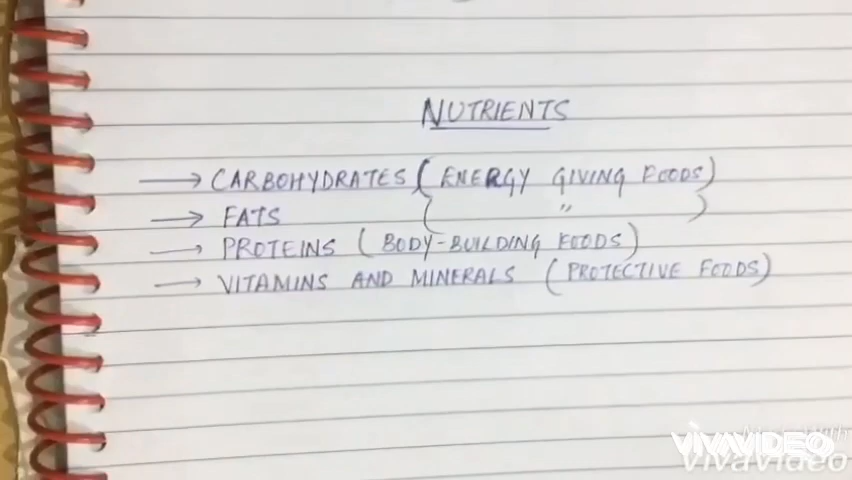 NUTRIENTS
→ CARBOHYDRATES ( ENERGY GIVING FOODS )
→ FATS ( " )
→ PROTEINS ( BODY-BUILDING FOODS )
→ VITAMINS AND MINERALS ( PROTECTIVE FOODS )
VIVAVIDEO
VivaVideo